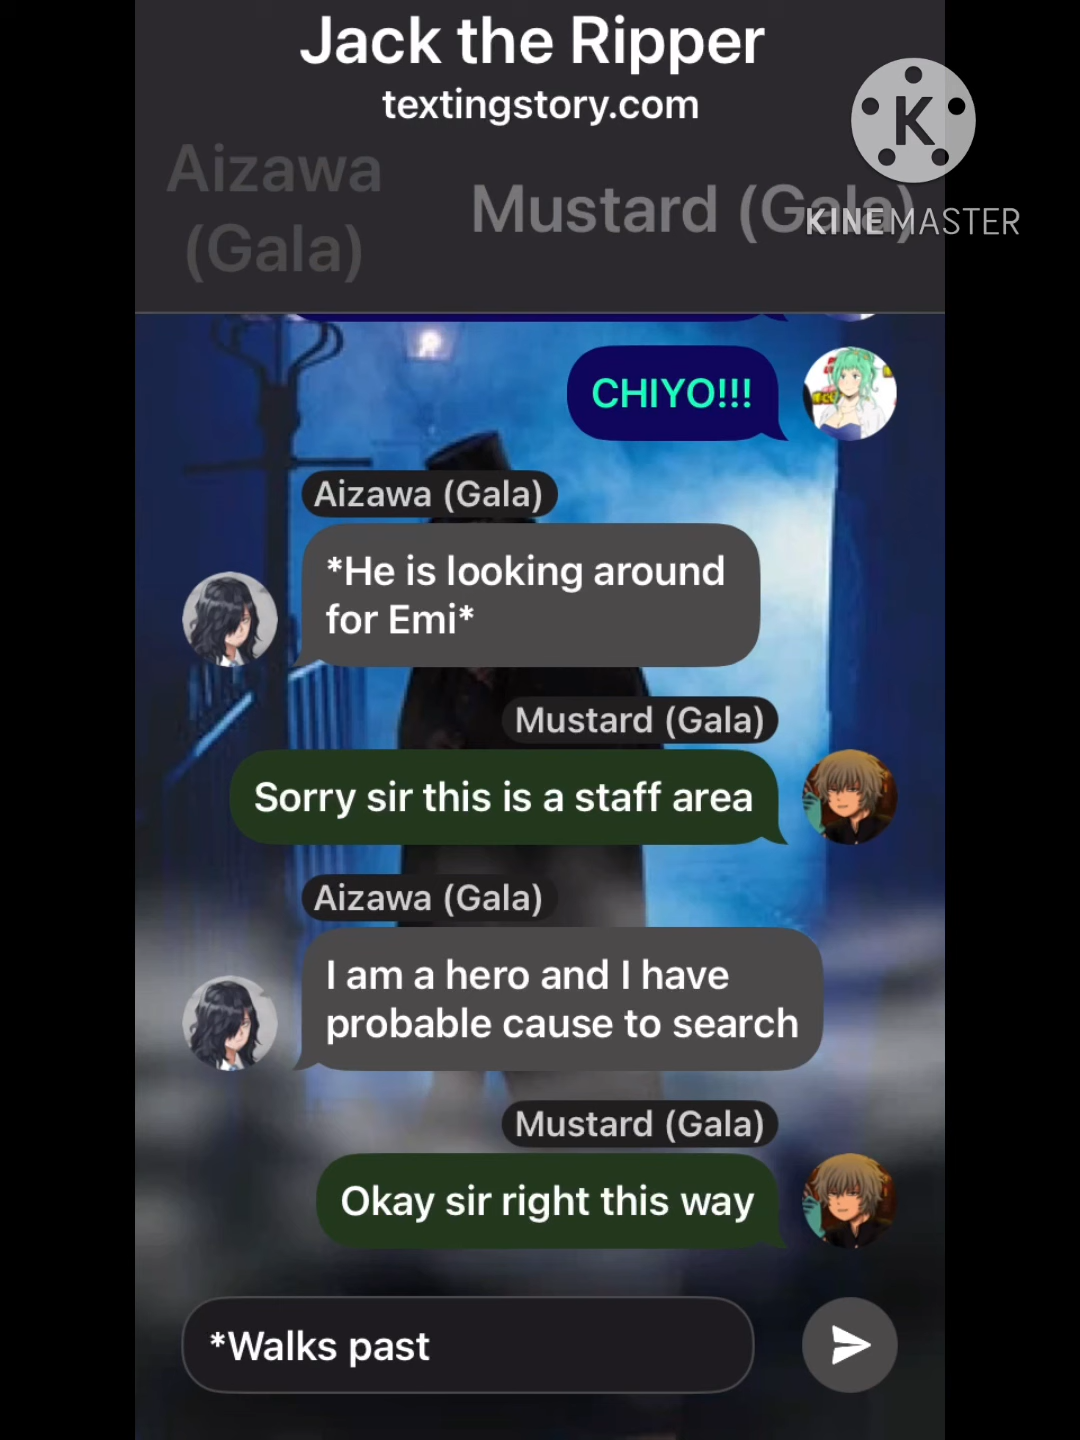 Jack the Ripper
textingstory.com
K
KINEMASTER
Aizawa
(Gala)
Mustard (Gala)
CHIYO!!!
Aizawa (Gala)
*He is looking around
for Emi*
Mustard (Gala)
Sorry sir this is a staff area
Aizawa (Gala)
I am a hero and I have
probable cause to search
Mustard (Gala)
Okay sir right this way
*Walks past